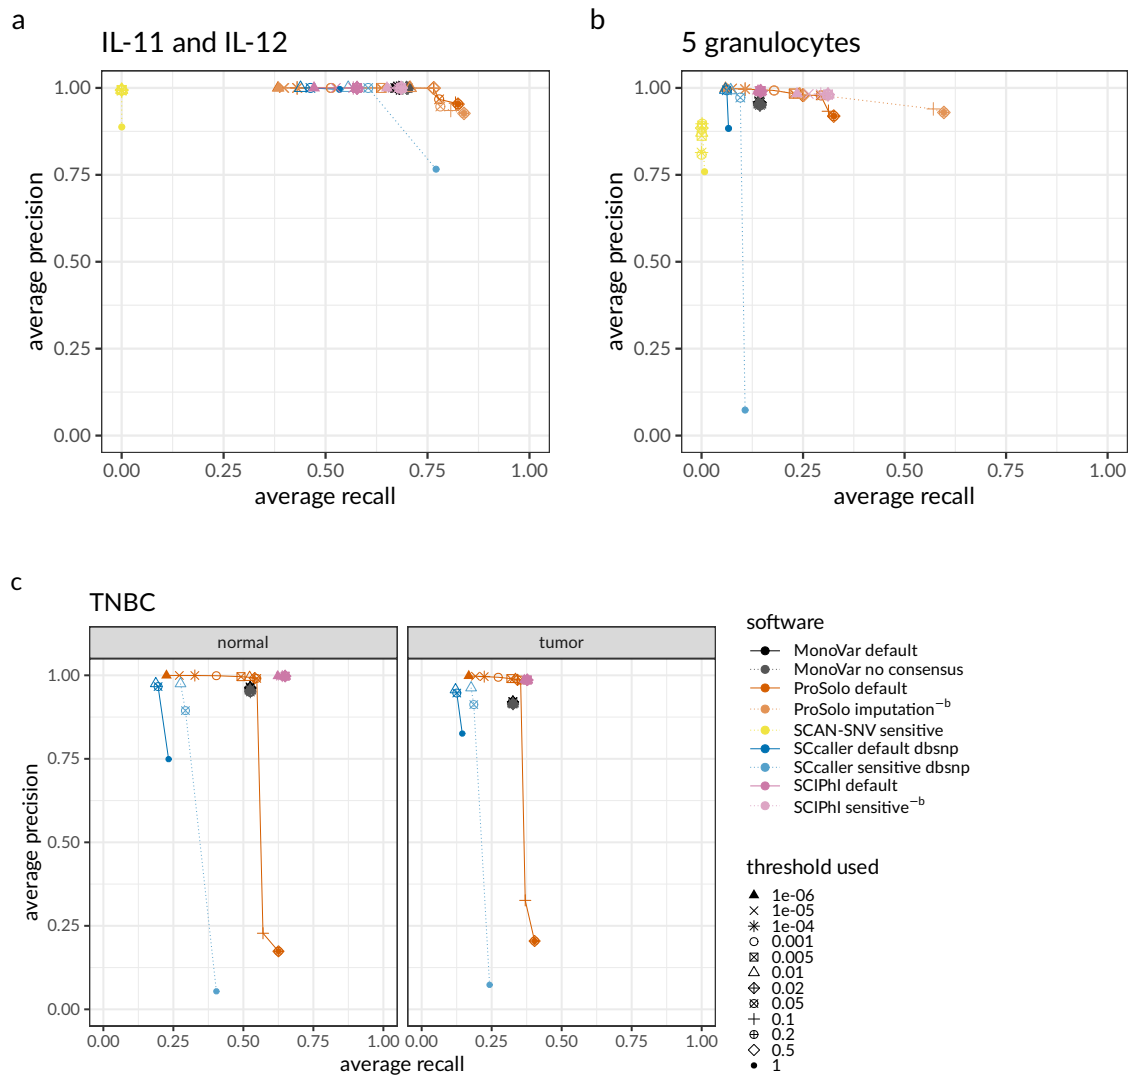 a
IL-11 and IL-12
1.00
0.75
0.50
0.25
0.00
average precision
0.00 0.25 0.50 0.75 1.00
average recall
b
5 granulocytes
1.00
0.75
0.50
0.25
0.00
average precision
0.00 0.25 0.50 0.75 1.00
average recall
c
TNBC
normal tumor
1.00
0.75
0.50
0.25
0.00
average precision
0.00 0.25 0.50 0.75 1.00 0.00 0.25 0.50 0.75 1.00
average recall
software
MonoVar default
MonoVar no consensus
ProSolo default
ProSolo imputation−b
SCAN-SNV sensitive
SCcaller default dbsnp
SCcaller sensitive dbsnp
SCIPhI default
SCIPhI sensitive−b
threshold used
1e-06
1e-05
1e-04
0.001
0.005
0.01
0.02
0.05
0.1
0.2
0.5
1